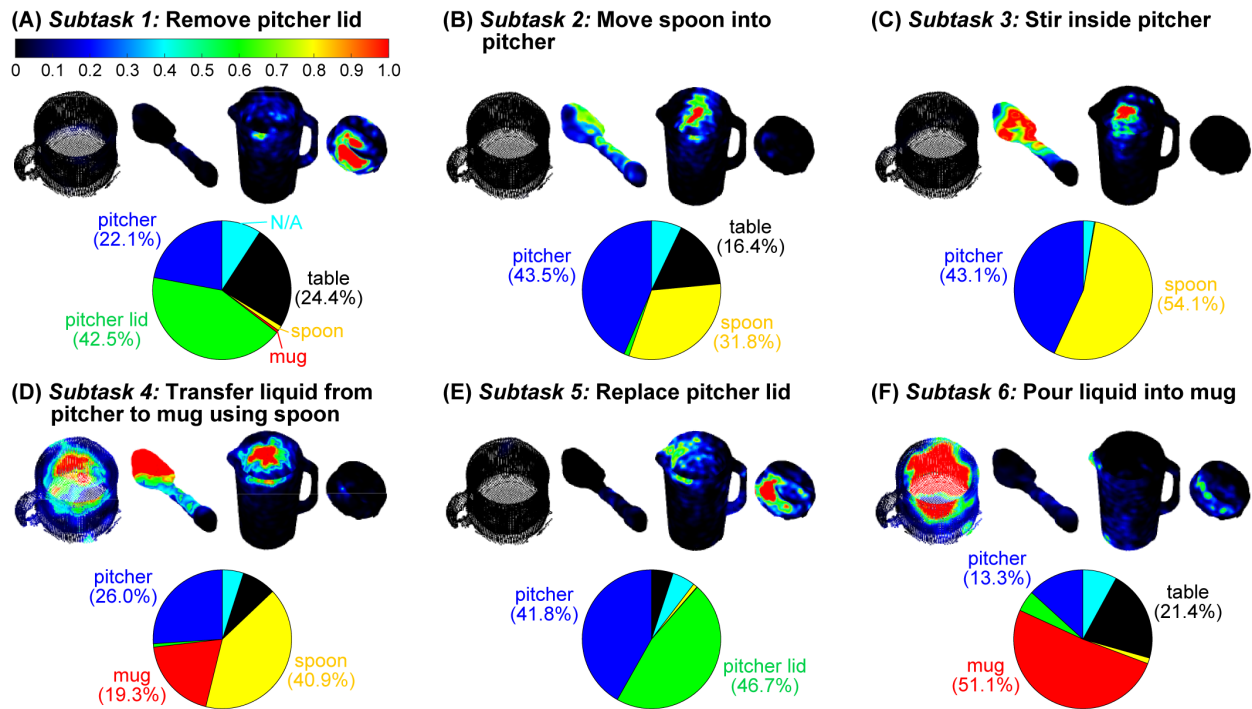 (A) Subtask 1: Remove pitcher lid
0 0.1 0.2 0.3 0.4 0.5 0.6 0.7 0.8 0.9 1.0
pitcher
(22.1%)
N/A
table
(24.4%)
pitcher lid
(42.5%)
spoon
mug
(B) Subtask 2: Move spoon into
pitcher
pitcher
(43.5%)
table
(16.4%)
spoon
(31.8%)
(C) Subtask 3: Stir inside pitcher
pitcher
(43.1%)
spoon
(54.1%)
(D) Subtask 4: Transfer liquid from
pitcher to mug using spoon
pitcher
(26.0%)
mug
(19.3%)
spoon
(40.9%)
(E) Subtask 5: Replace pitcher lid
pitcher
(41.8%)
pitcher lid
(46.7%)
(F) Subtask 6: Pour liquid into mug
pitcher
(13.3%)
table
(21.4%)
mug
(51.1%)